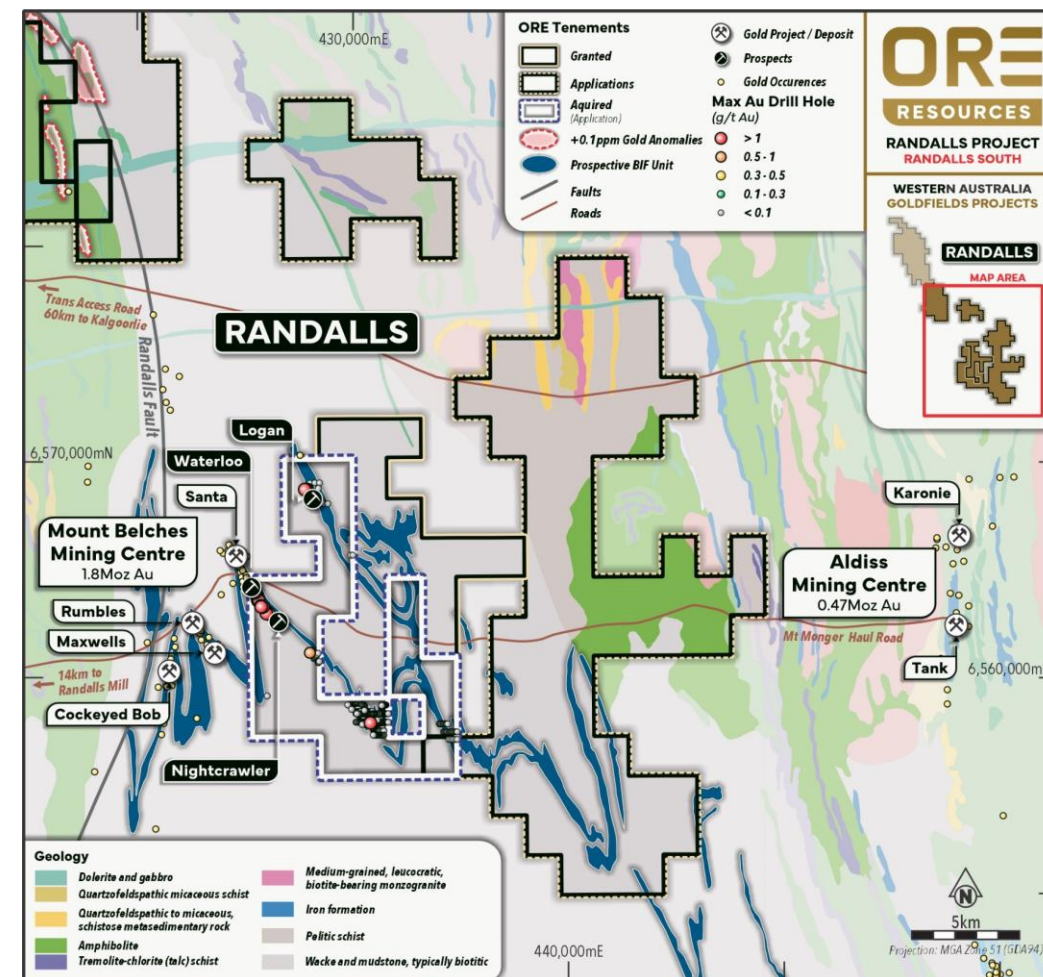 430,000mE
ORE Tenements
Granted
Applications
Aquired
(Application)
+0.1ppm Gold Anomalies
Prospective BIF Unit
Faults
Roads
Gold Project / Deposit
Prospects
Gold Occurences
Max Au Drill Hole
(g/t Au)
> 1
0.5 - 1
0.3 - 0.5
0.1 - 0.3
< 0.1
ORE
RESOURCES
RANDALLS PROJECT
RANDALLS SOUTH
WESTERN AUSTRALIA
GOLDFIELDS PROJECTS
RANDALLS
MAP AREA
Trans Access Road
60km to Kalgoorlie
Randalls Fault
RANDALLS
Logan
6,570,000mN
Waterloo
Santa
Mount Belches
Mining Centre
1.8Moz Au
Rumbles
Maxwells
14km to
Randalls Mill
Cockeyed Bob
Nightcrawler
Karonie
Aldiss
Mining Centre
0.47Moz Au
Mt Monger Haul Road
Tank
6,560,000m
Geology
Dolerite and gabbro
Quartzofeldspathic micaceous schist
Quartzofeldspathic to micaceous,
schistose metasedimentary rock
Amphibolite
Tremolite-chlorite (talc) schist
Medium-grained, leucocratic,
biotite-bearing monzogranite
Iron formation
Pelitic schist
Wacke and mudstone, typically biotitic
440,000mE
N
5km
Projection: MGA Zone 51 (GDA94)